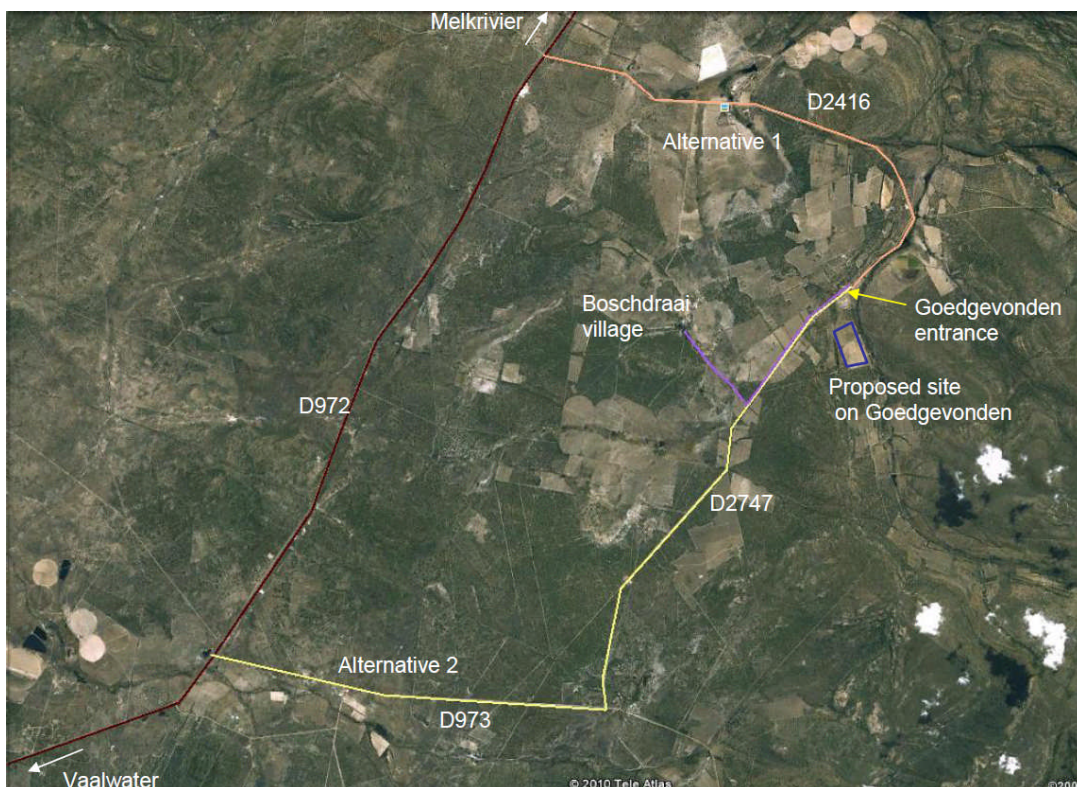 Melkrivier
D2416
Alternative 1
Boschdraai
village
Goedgevonden
entrance
Proposed site
on Goedgevonden
D972
D2747
Alternative 2
D973
Vaalwater
© 2010 Tele Atlas